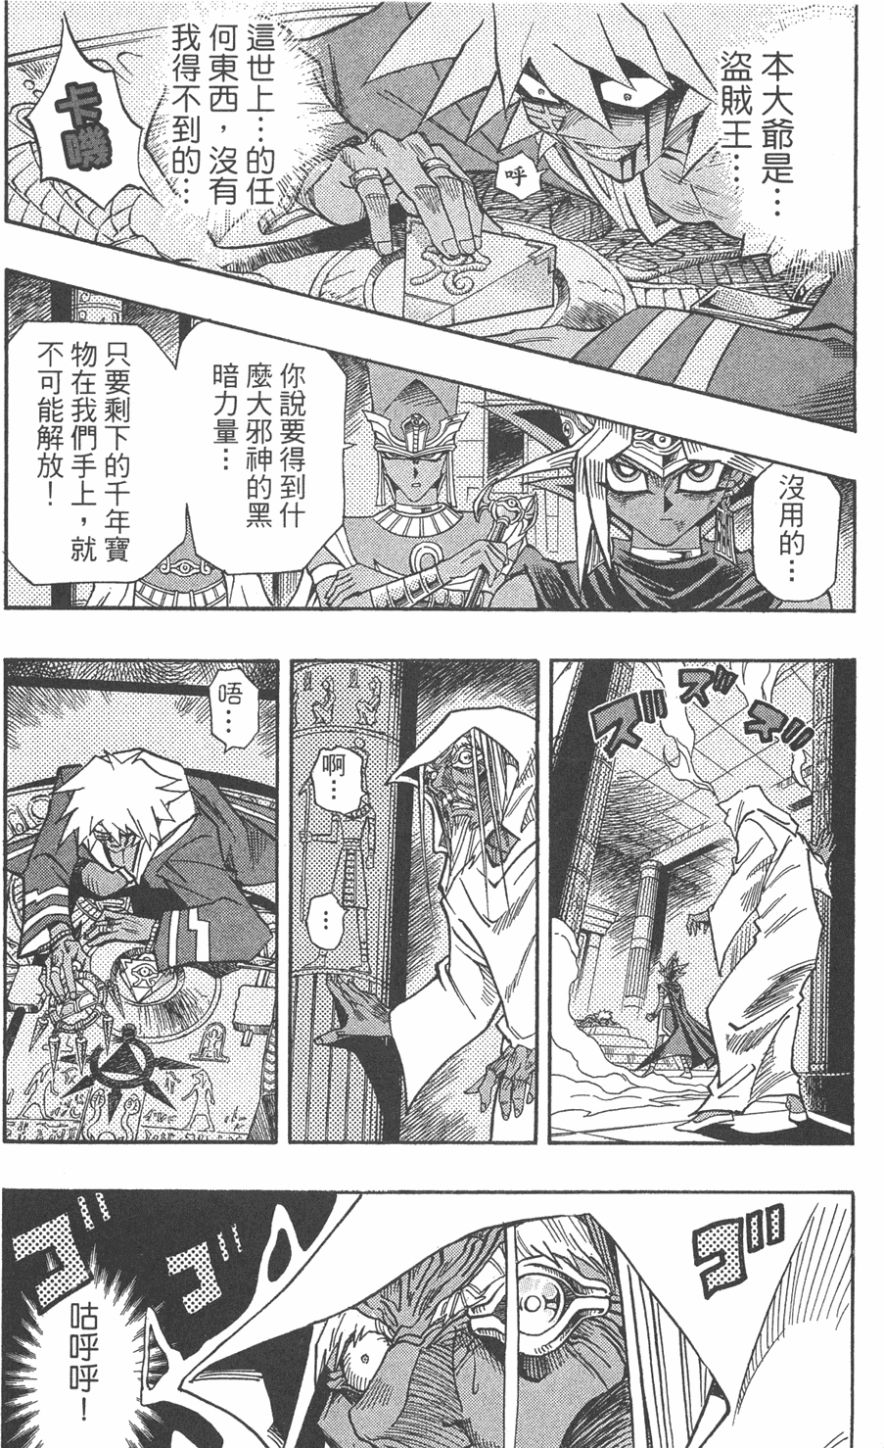 本大爺是…
盜賊王…
呼
這世上…的任
何東西，沒有
我得不到的…
卡嘰
沒用的…
你說要得到什
麼大邪神的黑
暗力量…
只要剩下的千年寶
物在我們手上，就
不可能解放！
ズズズ
啊…
…
唔…
ゴ
ゴ
ゴ
咕呼呼！